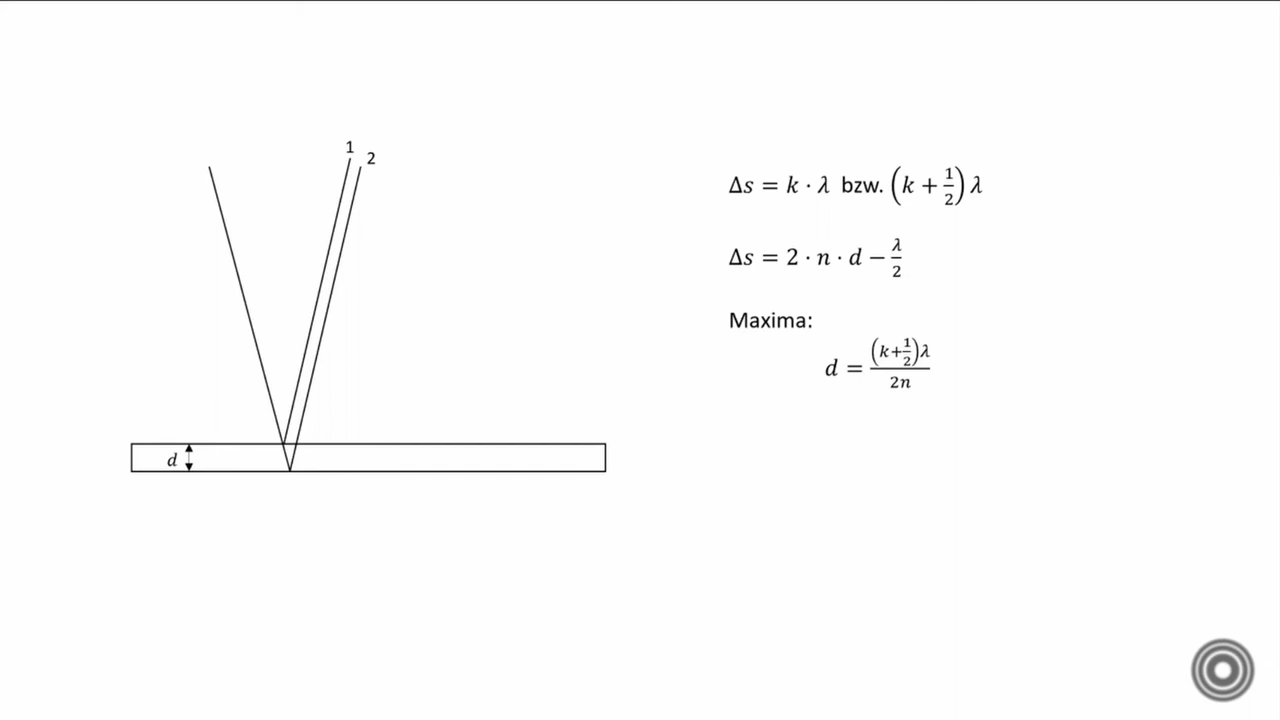 1
2
d
Δs = k · λ bzw. (k + 1/2) λ
Δs = 2 · n · d − λ/2
Maxima:
d = (k+1/2)λ / 2n